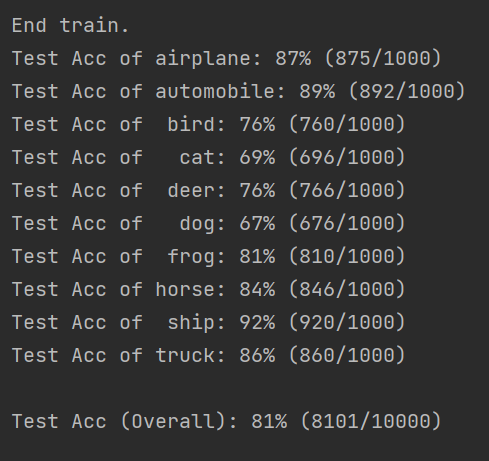 End train.
Test Acc of airplane: 87% (875/1000)
Test Acc of automobile: 89% (892/1000)
Test Acc of  bird: 76% (760/1000)
Test Acc of   cat: 69% (696/1000)
Test Acc of  deer: 76% (766/1000)
Test Acc of   dog: 67% (676/1000)
Test Acc of  frog: 81% (810/1000)
Test Acc of horse: 84% (846/1000)
Test Acc of  ship: 92% (920/1000)
Test Acc of truck: 86% (860/1000)
Test Acc (Overall): 81% (8101/10000)